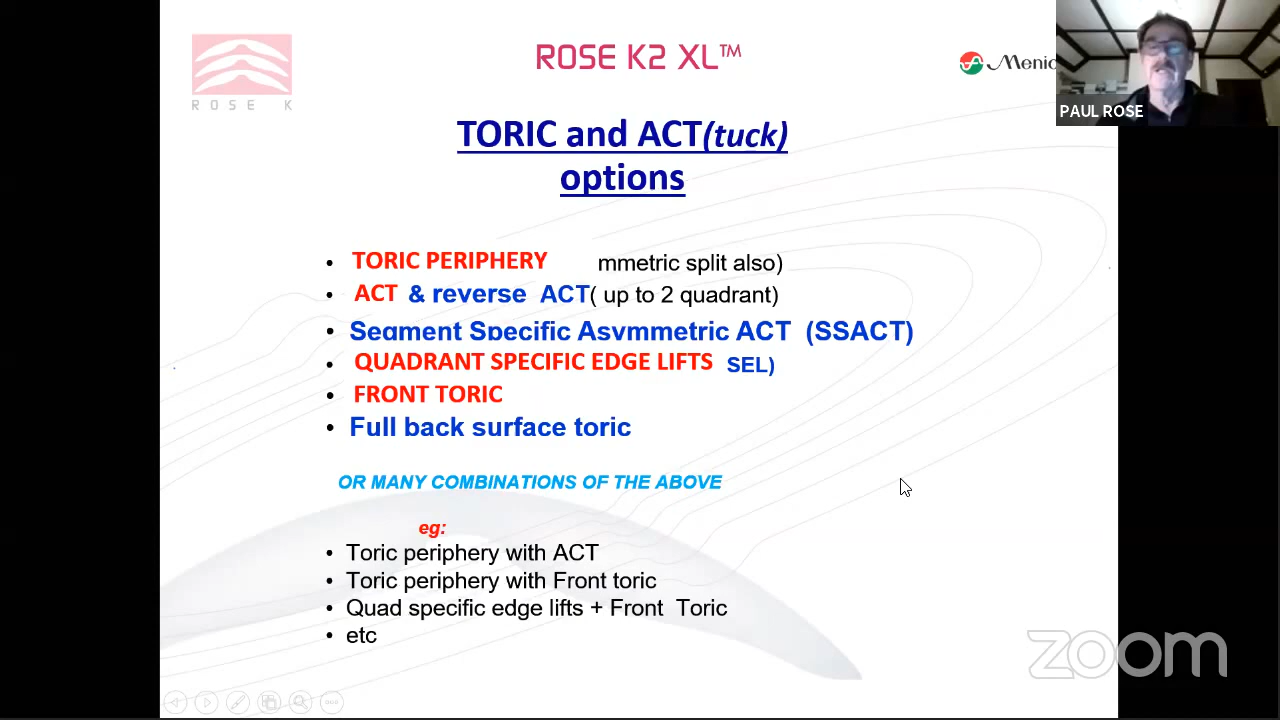 ROSE K2 XL™
ROSE K
PAUL ROSE
TORIC and ACT(tuck)
options
• TORIC PERIPHERY mmetric split also)
• ACT & reverse ACT( up to 2 quadrant)
• Segment Specific Asymmetric ACT (SSACT)
• QUADRANT SPECIFIC EDGE LIFTS SEL)
• FRONT TORIC
• Full back surface toric
OR MANY COMBINATIONS OF THE ABOVE
eg:
• Toric periphery with ACT
• Toric periphery with Front toric
• Quad specific edge lifts + Front Toric
• etc
zoom